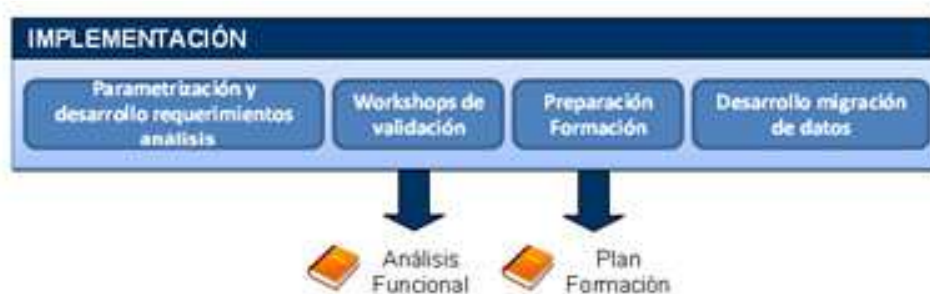 IMPLEMENTACIÓN
Parametrización y
desarrollo requerimientos
análisis
Workshops de
validación
Preparación
Formación
Desarrollo migración
de datos
Análisis
Funcional
Plan
Formación